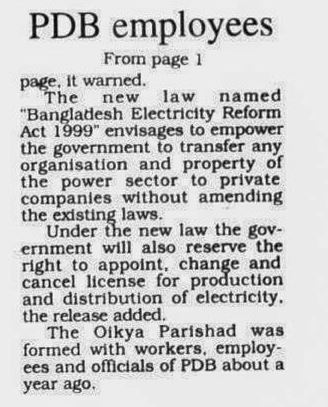 PDB employees
From page 1
page, it warned.
The new law named
"Bangladesh Electricity Reform
Act 1999" envisages to empower
the government to transfer any
organisation and property of
the power sector to private
companies without amending
the existing laws.
Under the new law the gov-
ernment will also reserve the
right to appoint, change and
cancel license for production
and distribution of electricity,
the release added.
The Oikya Parishad was
formed with workers, employ-
ees and officials of PDB about a
year ago.